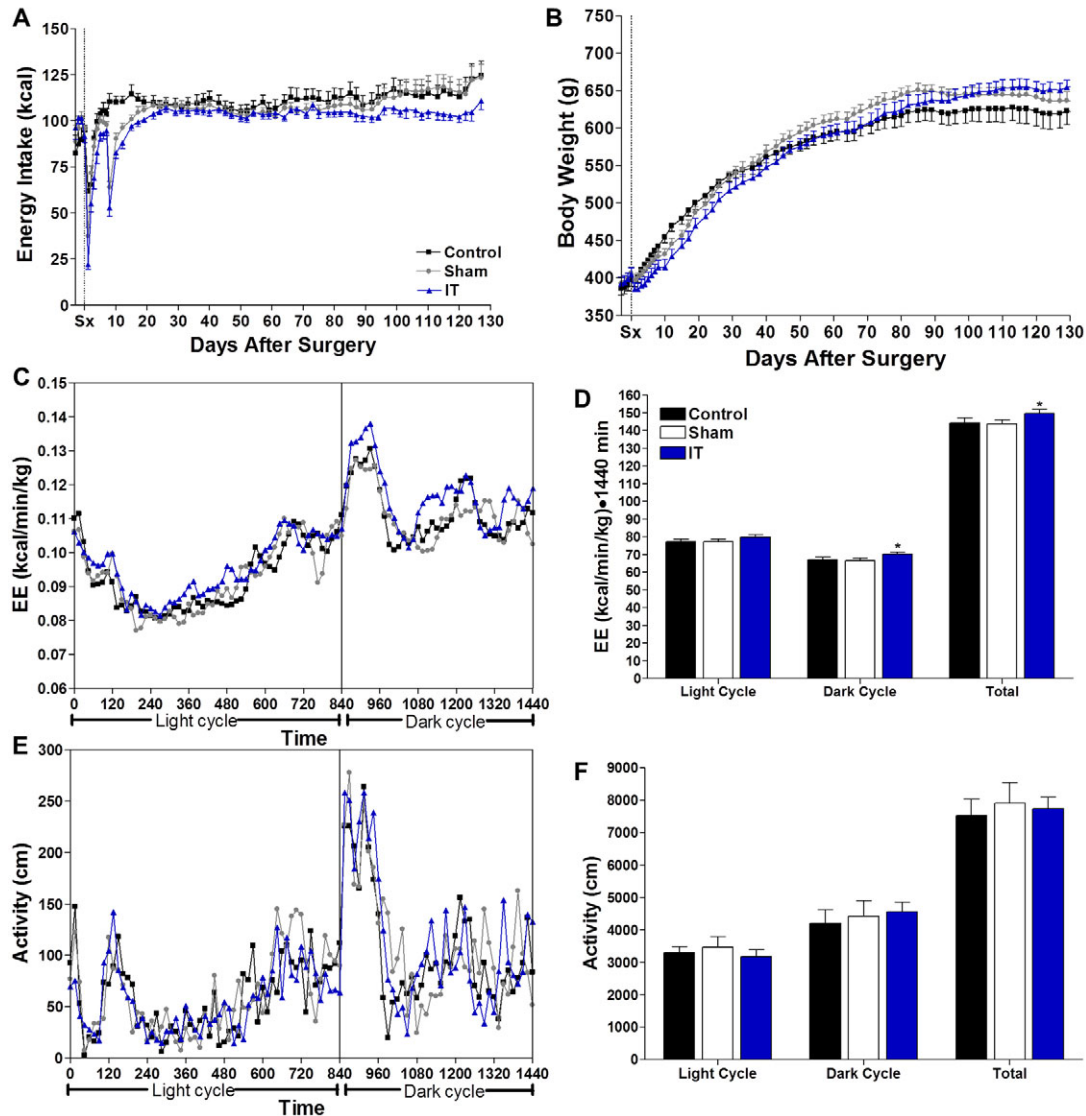 A
Energy Intake (kcal)
150
125
100
75
50
25
0
Control
Sham
IT
Sx 10 20 30 40 50 60 70 80 90 100 110 120 130
Days After Surgery
B
Body Weight (g)
750
700
650
600
550
500
450
400
350
Sx 10 20 30 40 50 60 70 80 90 100 110 120 130
Days After Surgery
C
EE (kcal/min/kg)
0.15
0.14
0.13
0.12
0.11
0.10
0.09
0.08
0.07
0.06
0 120 240 360 480 600 720 840 960 1080 1200 1320 1440
Light cycle Dark cycle
Time
D
EE (kcal/min/kg)•1440 min
160
150
140
130
120
110
100
90
80
70
60
50
40
30
20
10
0
Control
Sham
IT
*
*
Light Cycle Dark Cycle Total
E
Activity (cm)
300
250
200
150
100
50
0
0 120 240 360 480 600 720 840 960 1080 1200 1320 1440
Light cycle Dark cycle
Time
F
Activity (cm)
9000
8000
7000
6000
5000
4000
3000
2000
1000
0
Light Cycle Dark Cycle Total